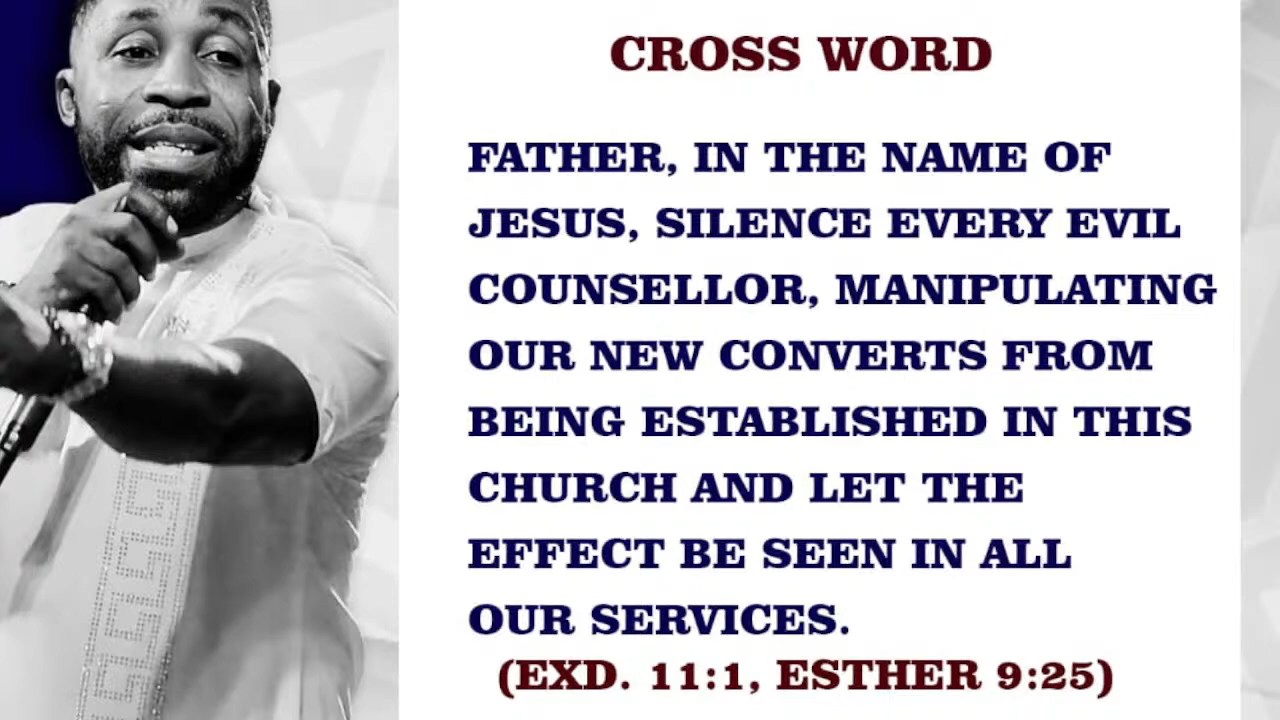 CROSS WORD
FATHER, IN THE NAME OF
JESUS, SILENCE EVERY EVIL
COUNSELLOR, MANIPULATING
OUR NEW CONVERTS FROM
BEING ESTABLISHED IN THIS
CHURCH AND LET THE
EFFECT BE SEEN IN ALL
OUR SERVICES.
(EXD. 11:1, ESTHER 9:25)